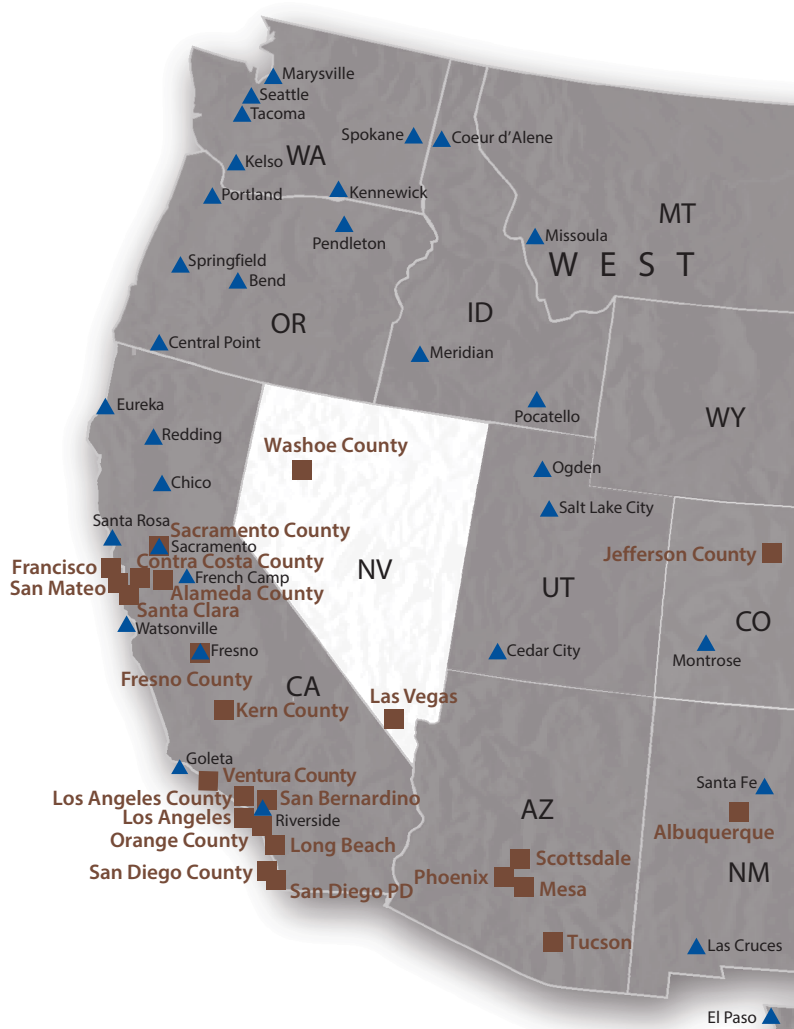 Marysville
Seattle
Tacoma
Spokane
Coeur d'Alene
WA
Kelso
Kennewick
Portland
MT
Pendleton
Missoula
W E S T
Springfield
Bend
OR
ID
Central Point
Meridian
Eureka
Pocatello
WY
Redding
Washoe County
Ogden
Chico
Salt Lake City
Santa Rosa
Sacramento County
Sacramento
Jefferson County
Contra Costa County
Francisco
French Camp
NV
San Mateo
Alameda County
UT
Santa Clara
Watsonville
CO
Fresno
Cedar City
Montrose
Fresno County
CA
Las Vegas
Kern County
Goleta
Ventura County
Santa Fe
Los Angeles County
San Bernardino
AZ
Los Angeles
Riverside
Albuquerque
Orange County
Long Beach
Scottsdale
San Diego County
Phoenix
NM
San Diego PD
Mesa
Tucson
Las Cruces
El Paso